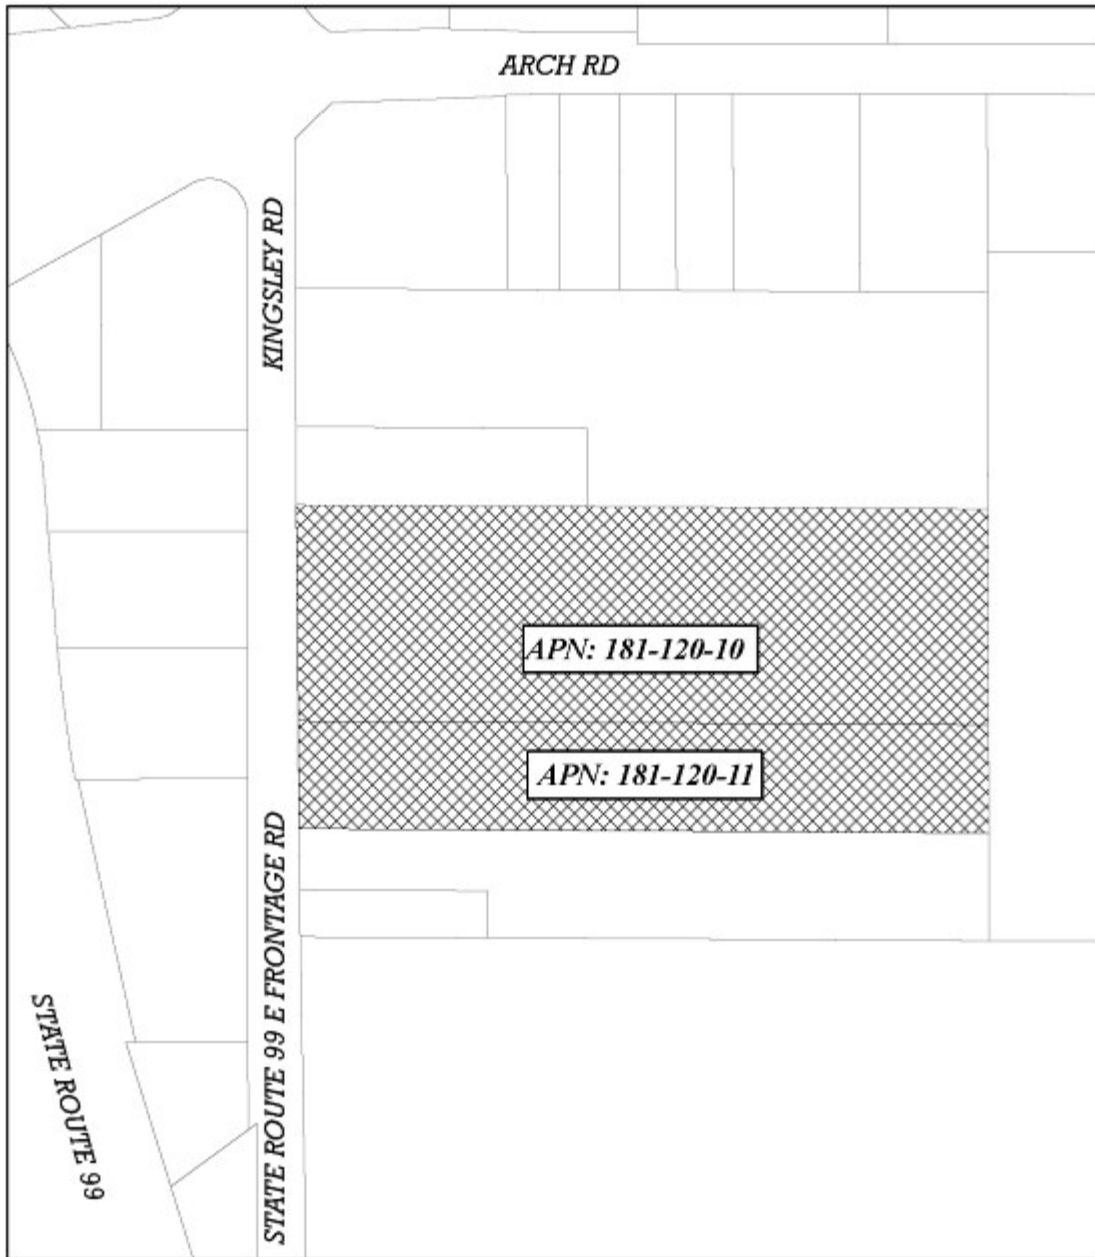 ARCH RD
KINGSLEY RD
APN: 181-120-10
APN: 181-120-11
STATE ROUTE 99 E FRONTAGE RD
STATE ROUTE 99